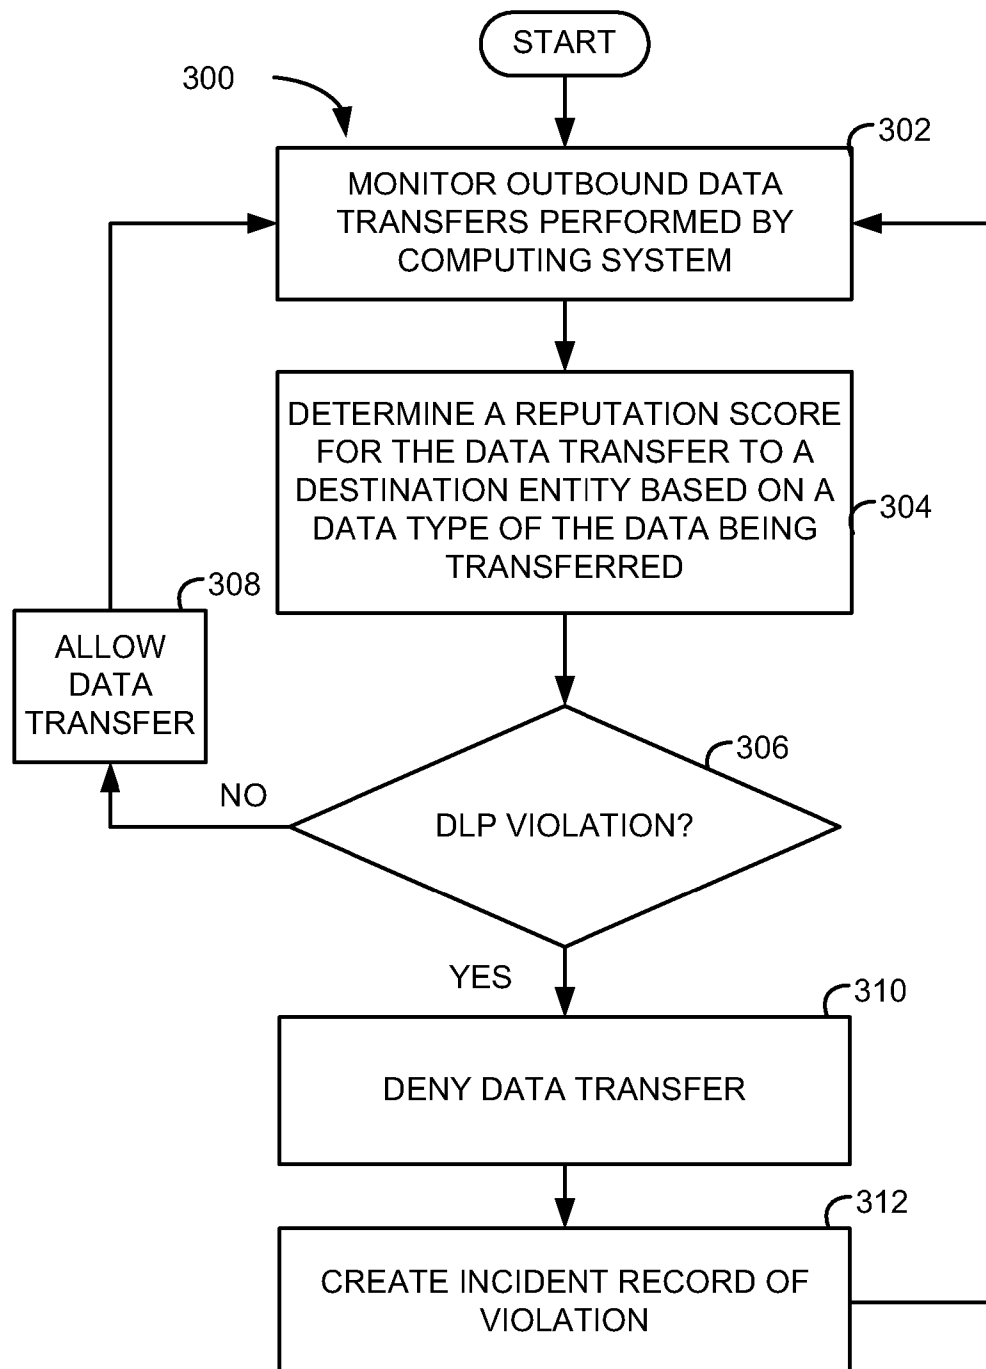 START
300
302
MONITOR OUTBOUND DATA
TRANSFERS PERFORMED BY
COMPUTING SYSTEM
DETERMINE A REPUTATION SCORE
FOR THE DATA TRANSFER TO A
DESTINATION ENTITY BASED ON A
DATA TYPE OF THE DATA BEING
TRANSFERRED
304
308
ALLOW
DATA
TRANSFER
306
NO
DLP VIOLATION?
YES
310
DENY DATA TRANSFER
312
CREATE INCIDENT RECORD OF
VIOLATION